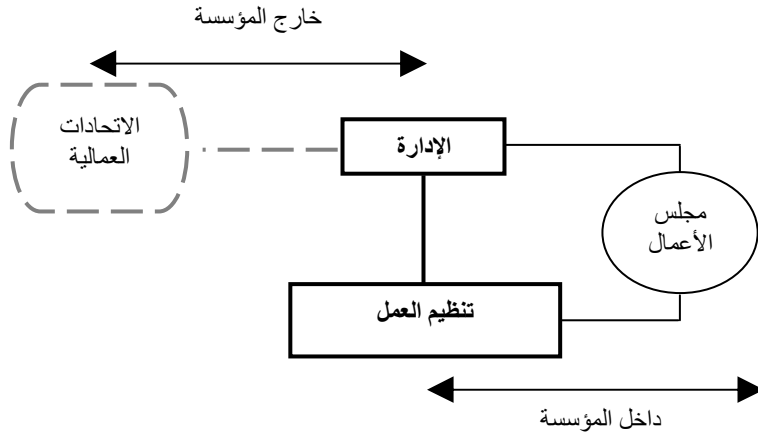 خارج المؤسسة
الاتحادات
العمالية
الإدارة
مجلس
الأعمال
تنظيم العمل
داخل المؤسسة